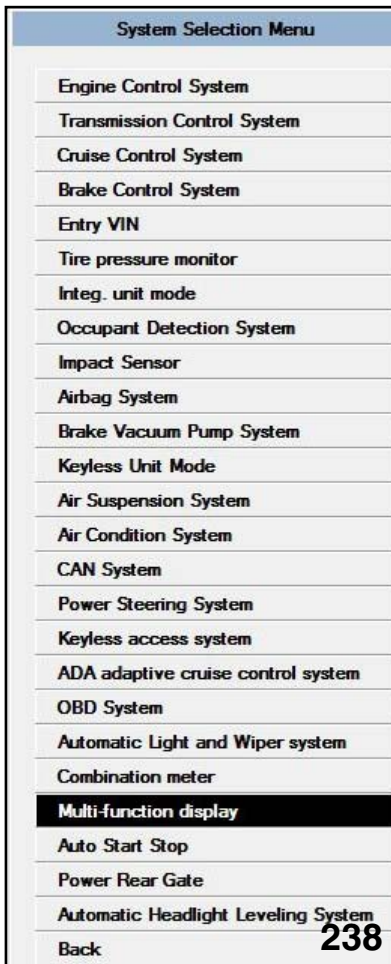 System Selection Menu
Engine Control System
Transmission Control System
Cruise Control System
Brake Control System
Entry VIN
Tire pressure monitor
Integ. unit mode
Occupant Detection System
Impact Sensor
Airbag System
Brake Vacuum Pump System
Keyless Unit Mode
Air Suspension System
Air Condition System
CAN System
Power Steering System
Keyless access system
ADA adaptive cruise control system
OBD System
Automatic Light and Wiper system
Combination meter
Multi-function display
Auto Start Stop
Power Rear Gate
Automatic Headlight Leveling System
Back
238